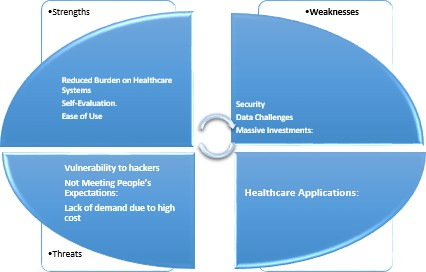 •Strengths
Reduced Burden on Healthcare
Systems
Self-Evaluation.
Ease of Use
•Weaknesses
Security
Data Challenges
Massive Investments:
Vulnerability to hackers
Not Meeting People's
Expectations:
Lack of demand due to high
cost
•Threats
Healthcare Applications: